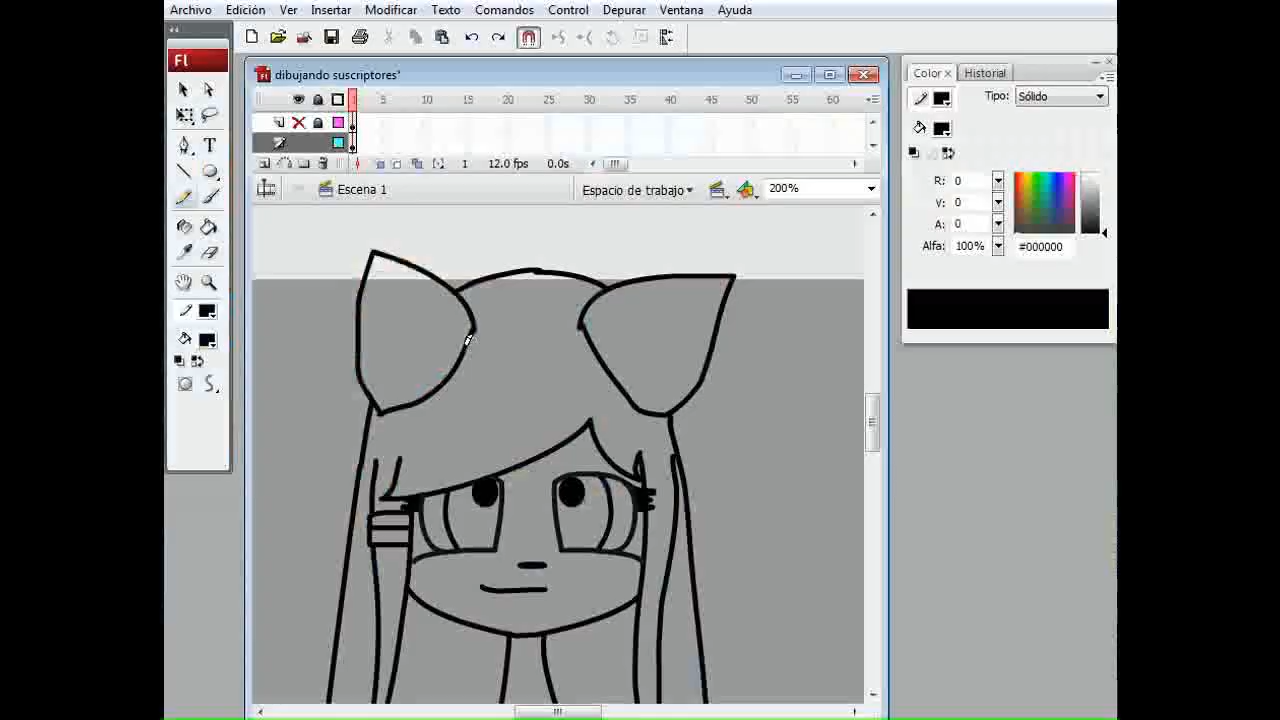 Archivo Edición Ver Insertar Modificar Texto Comandos Control Depurar Ventana Ayuda
Fl
dibujando suscriptores*
5 10 15 20 25 30 35 40 45 50 55 60
1 12.0 fps 0.0s
Escena 1 Espacio de trabajo 200%
Color Historial
Tipo: Sólido
R: 0
V: 0
A: 0
Alfa: 100% #000000